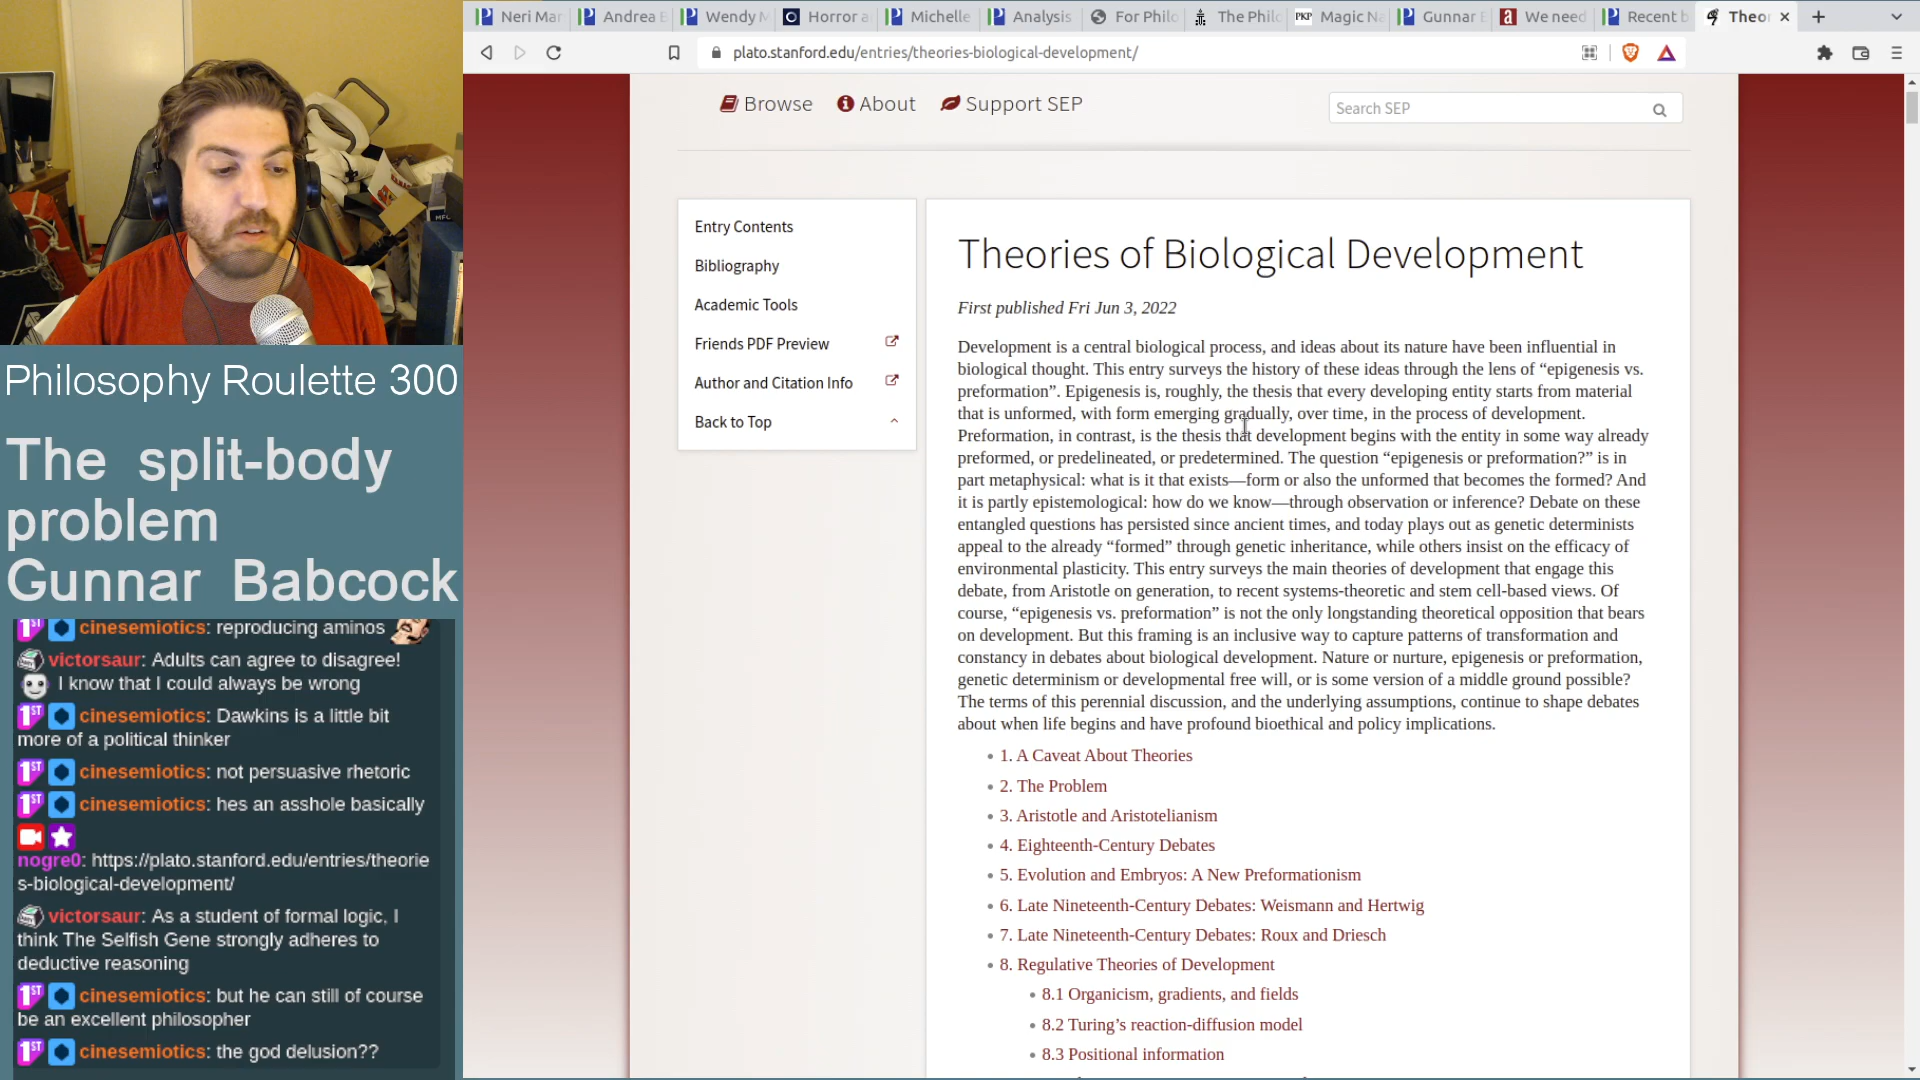 Neri Mar
Andrea B
Wendy M
Horror a
Michelle
Analysis
For Philo
The Philo
PKP Magic Na
Gunnar B
We need
Recent b
Theor
plato.stanford.edu/entries/theories-biological-development/
Browse
About
Support SEP
Search SEP
Entry Contents
Bibliography
Academic Tools
Friends PDF Preview
Author and Citation Info
Back to Top
Theories of Biological Development
First published Fri Jun 3, 2022
Development is a central biological process, and ideas about its nature have been influential in
biological thought. This entry surveys the history of these ideas through the lens of “epigenesis vs.
preformation”. Epigenesis is, roughly, the thesis that every developing entity starts from material
that is unformed, with form emerging gradually, over time, in the process of development.
Preformation, in contrast, is the thesis that development begins with the entity in some way already
preformed, or predelineated, or predetermined. The question “epigenesis or preformation?” is in
part metaphysical: what is it that exists—form or also the unformed that becomes the formed? And
it is partly epistemological: how do we know—through observation or inference? Debate on these
entangled questions has persisted since ancient times, and today plays out as genetic determinists
appeal to the already “formed” through genetic inheritance, while others insist on the efficacy of
environmental plasticity. This entry surveys the main theories of development that engage this
debate, from Aristotle on generation, to recent systems-theoretic and stem cell-based views. Of
course, “epigenesis vs. preformation” is not the only longstanding theoretical opposition that bears
on development. But this framing is an inclusive way to capture patterns of transformation and
constancy in debates about biological development. Nature or nurture, epigenesis or preformation,
genetic determinism or developmental free will, or is some version of a middle ground possible?
The terms of this perennial discussion, and the underlying assumptions, continue to shape debates
about when life begins and have profound bioethical and policy implications.
1. A Caveat About Theories
2. The Problem
3. Aristotle and Aristotelianism
4. Eighteenth-Century Debates
5. Evolution and Embryos: A New Preformationism
6. Late Nineteenth-Century Debates: Weismann and Hertwig
7. Late Nineteenth-Century Debates: Roux and Driesch
8. Regulative Theories of Development
8.1 Organicism, gradients, and fields
8.2 Turing’s reaction-diffusion model
8.3 Positional information
Philosophy Roulette 300
The split-body
problem
Gunnar Babcock
1ST cinesemiotics: reproducing aminos
victorsaur: Adults can agree to disagree!
I know that I could always be wrong
1ST cinesemiotics: Dawkins is a little bit
more of a political thinker
1ST cinesemiotics: not persuasive rhetoric
1ST cinesemiotics: hes an asshole basically
nogre0: https://plato.stanford.edu/entries/theorie
s-biological-development/
victorsaur: As a student of formal logic, I
think The Selfish Gene strongly adheres to
deductive reasoning
1ST cinesemiotics: but he can still of course
be an excellent philosopher
1ST cinesemiotics: the god delusion??